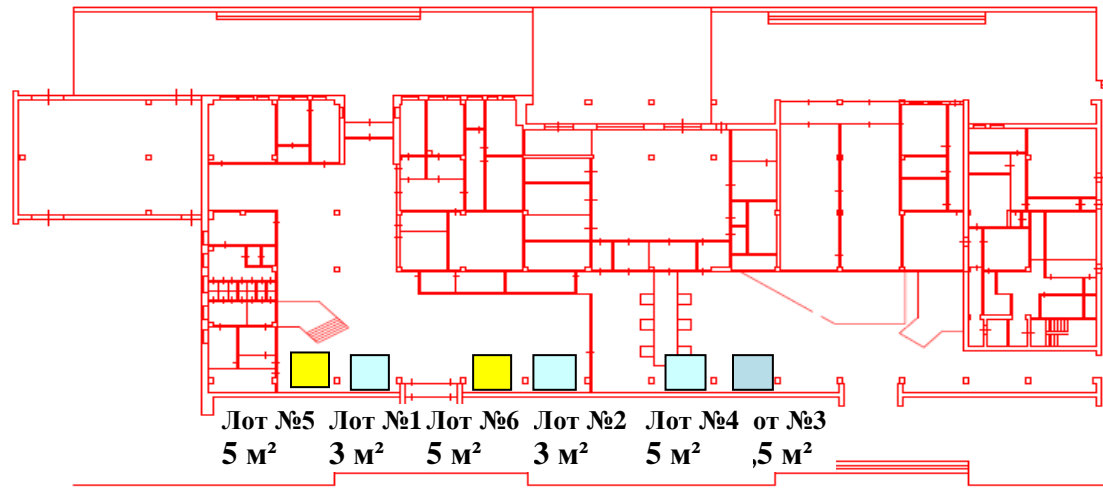 Лот №5 Лот №1 Лот №6 Лот №2 Лот №4 от №3
5 м² 3 м² 5 м² 3 м² 5 м² ,5 м²